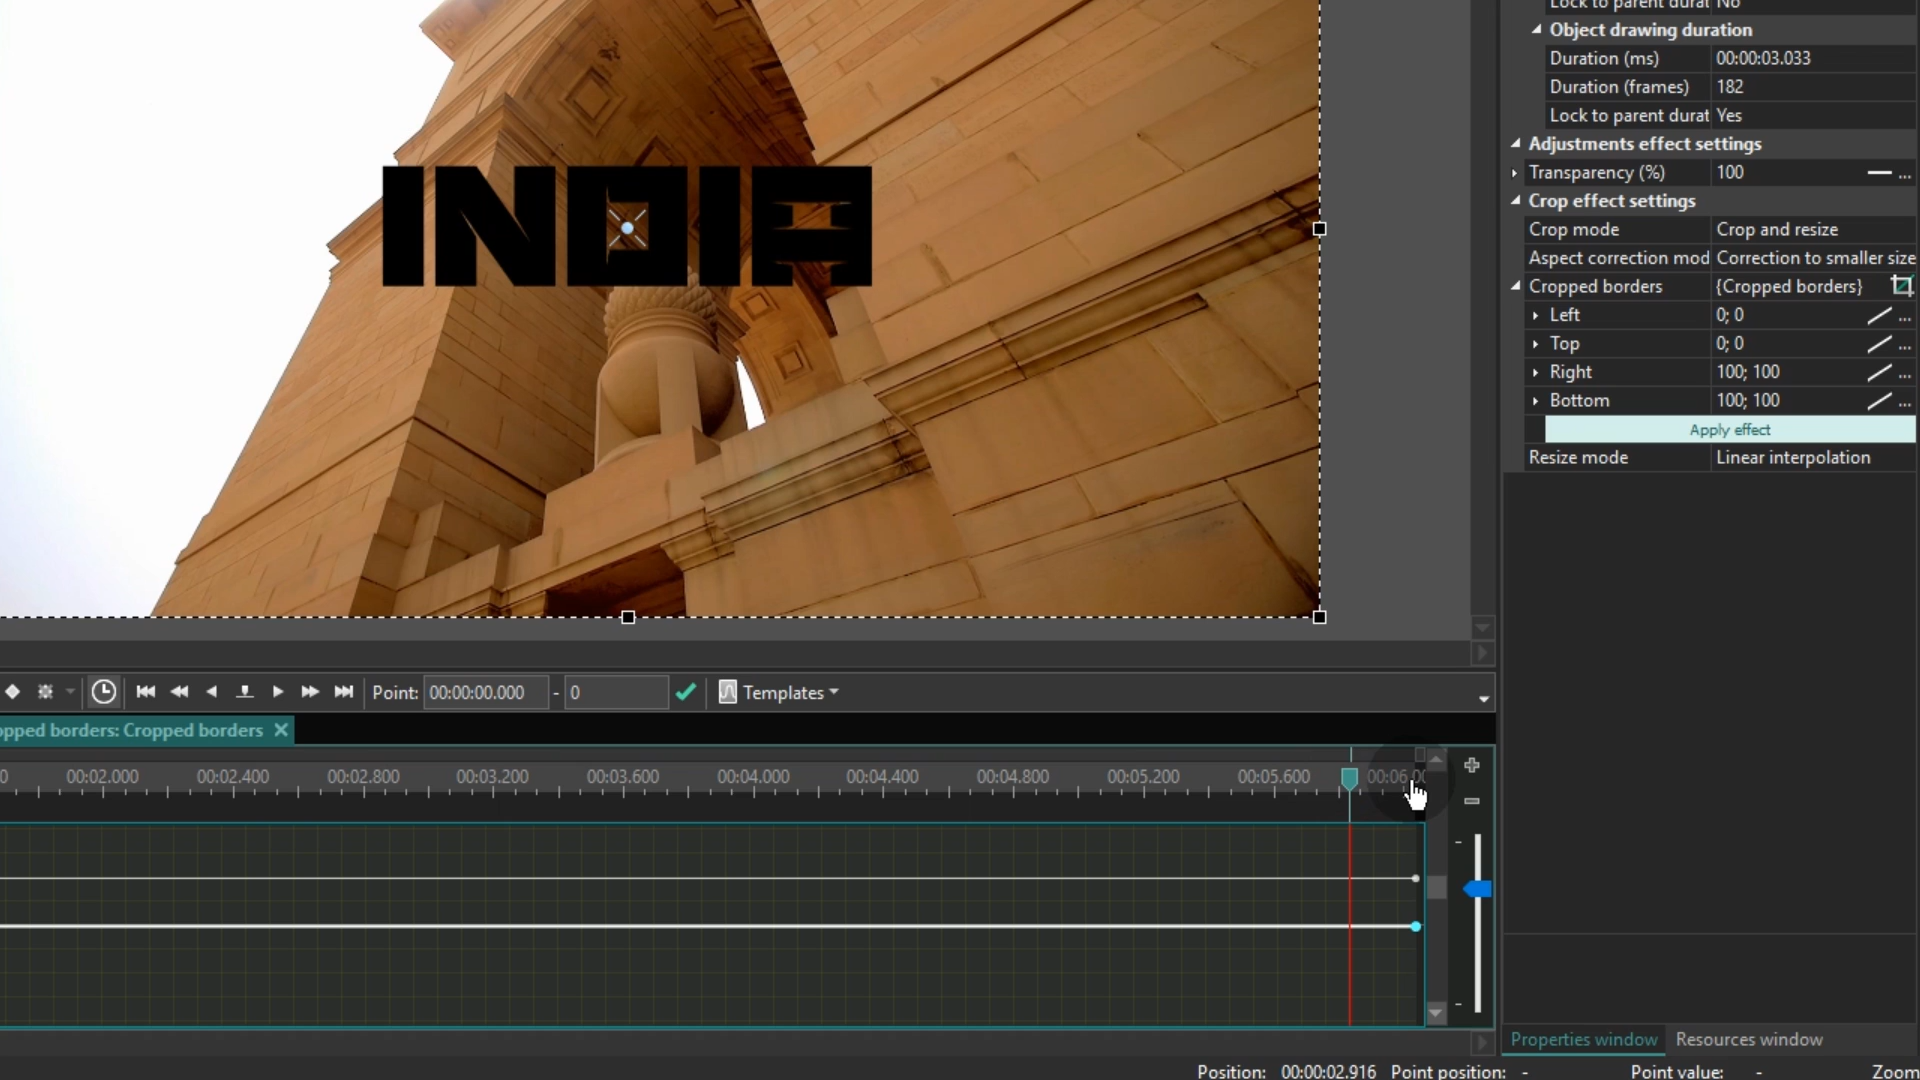 Lock to parent durat No
Object drawing duration
Duration (ms) 00:00:03.033
Duration (frames) 182
Lock to parent durat Yes
Adjustments effect settings
Transparency (%) 100 ...
Crop effect settings
Crop mode Crop and resize
Aspect correction mod Correction to smaller size
Cropped borders {Cropped borders}
Left 0; 0 ...
Top 0; 0 ...
Right 100; 100 ...
Bottom 100; 100 ...
Apply effect
Resize mode Linear interpolation
INDIA
Point: 00:00:00.000 - 0 Templates
opped borders: Cropped borders
0 00:02.000 00:02.400 00:02.800 00:03.200 00:03.600 00:04.000 00:04.400 00:04.800 00:05.200 00:05.600 00:06.00
Properties window Resources window
Position: 00:00:02.916 Point position: - Point value: - Zoom